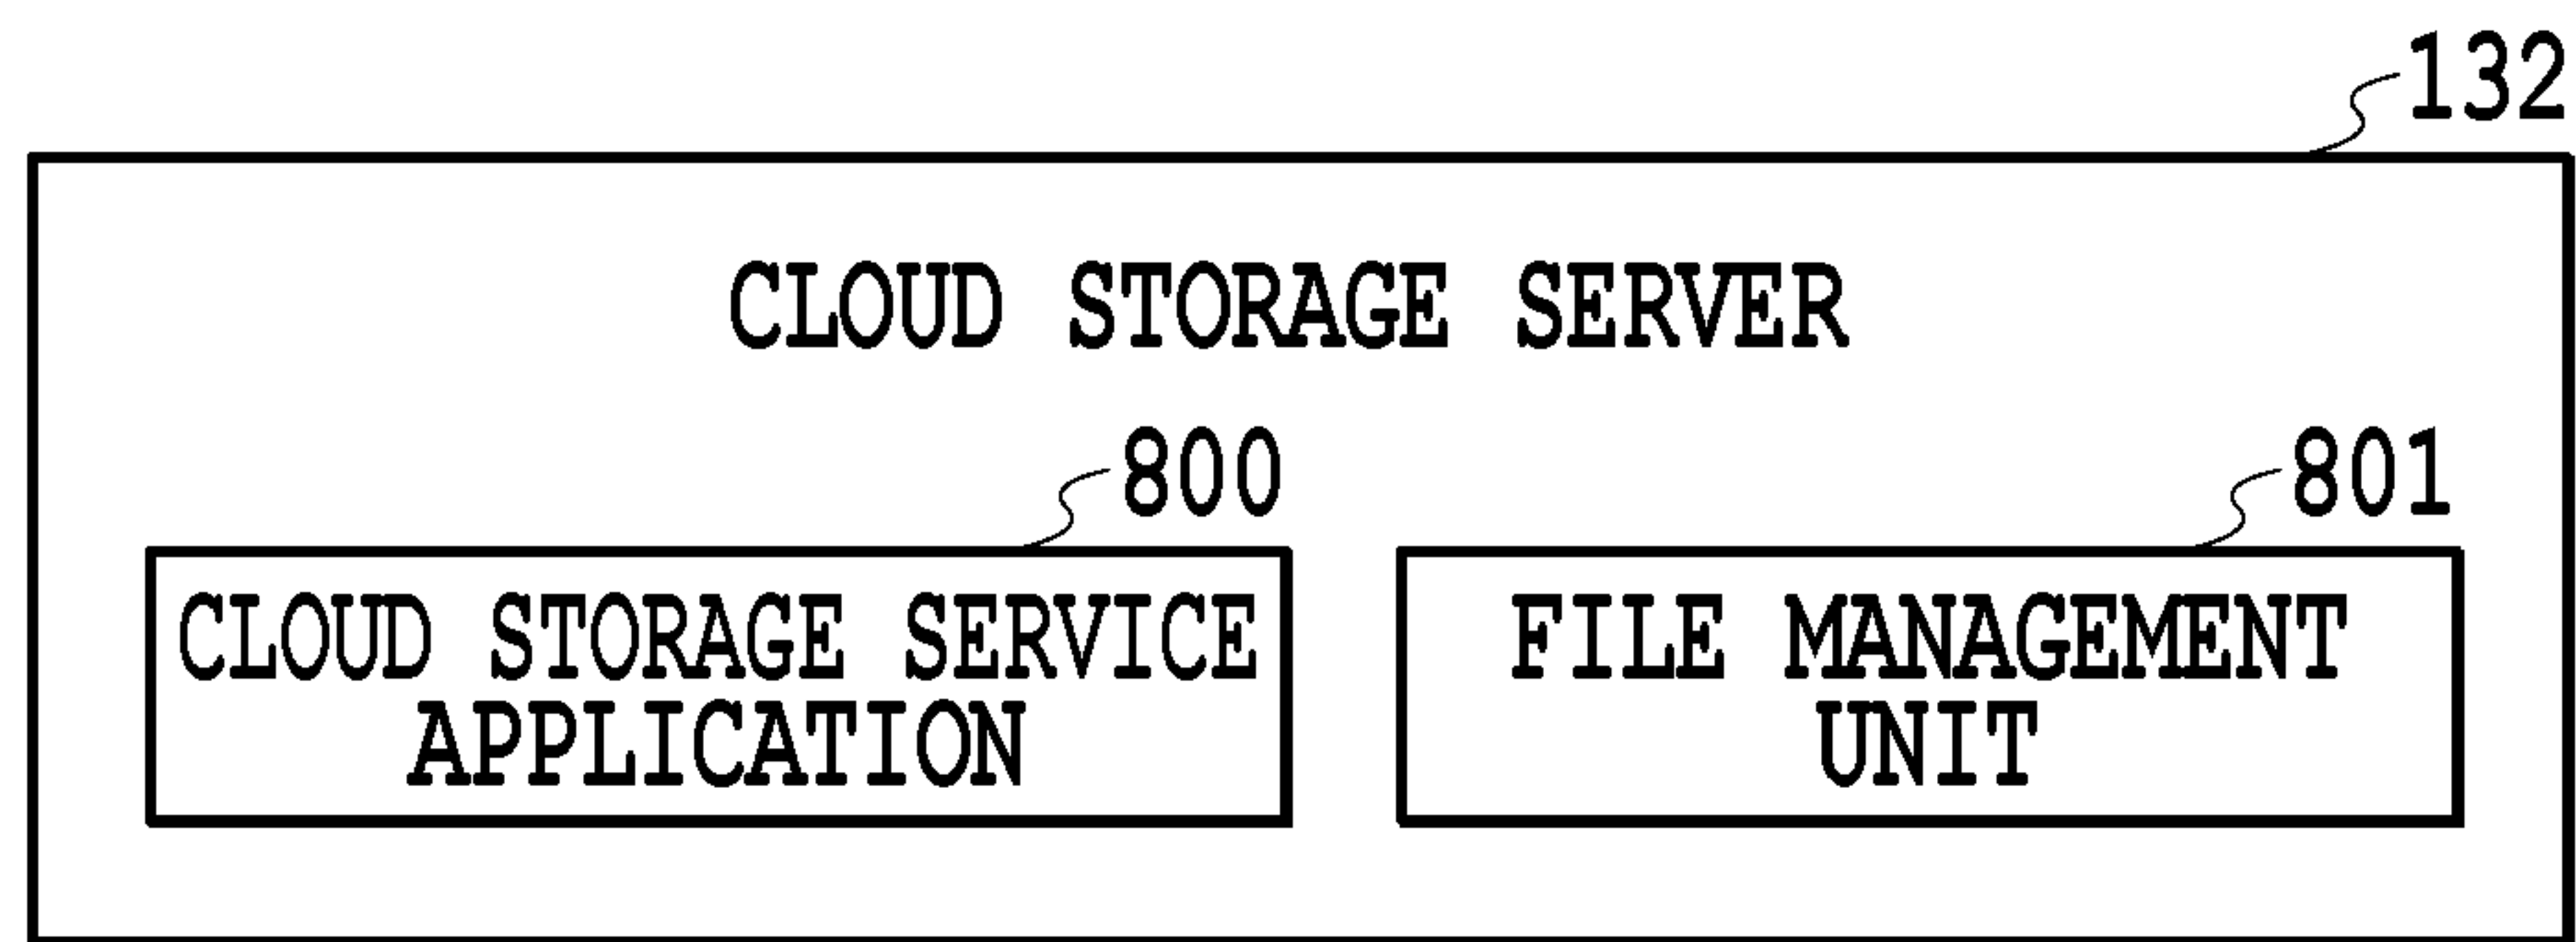 132
CLOUD STORAGE SERVER
800
801
CLOUD STORAGE SERVICE
APPLICATION
FILE MANAGEMENT
UNIT